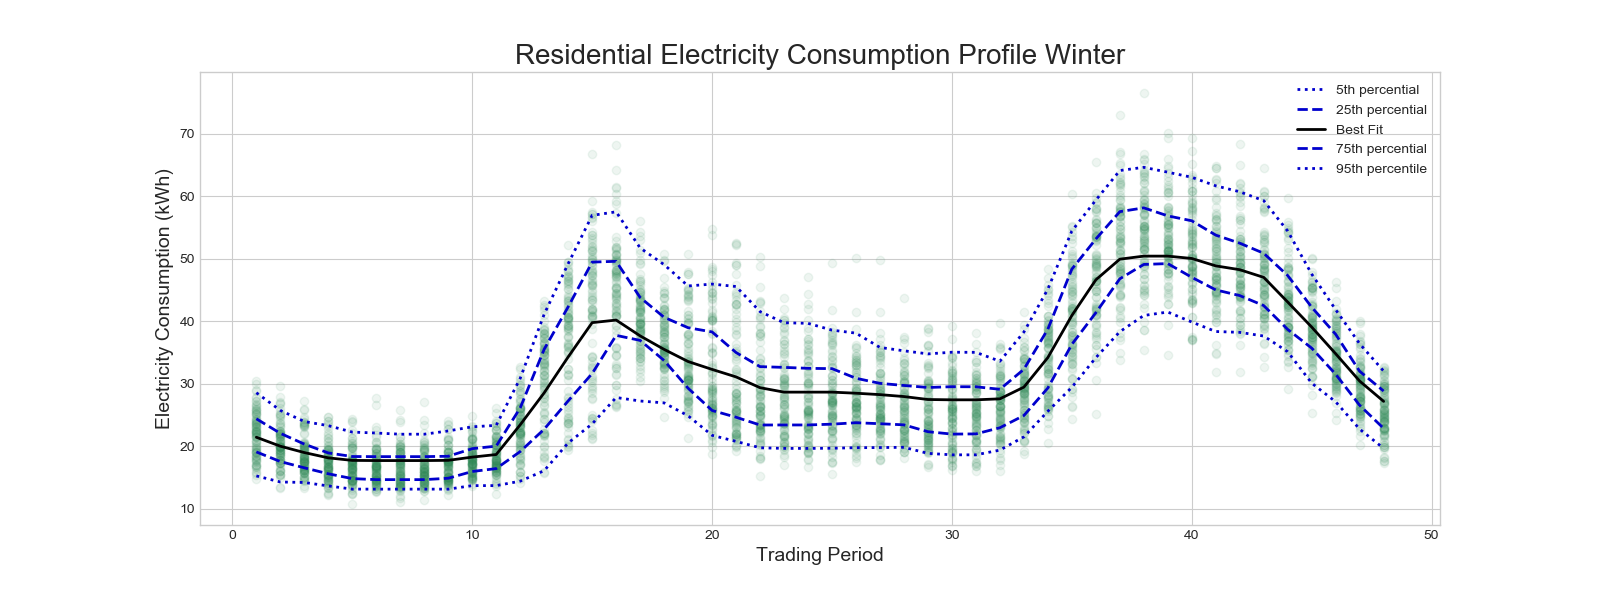 Residential Electricity Consumption Profile Winter
5th percential
25th percential
Best Fit
75th percential
95th percentile
70
60
50
40
30
20
10
Electricity Consumption (kWh)
0 10 20 30 40 50
Trading Period